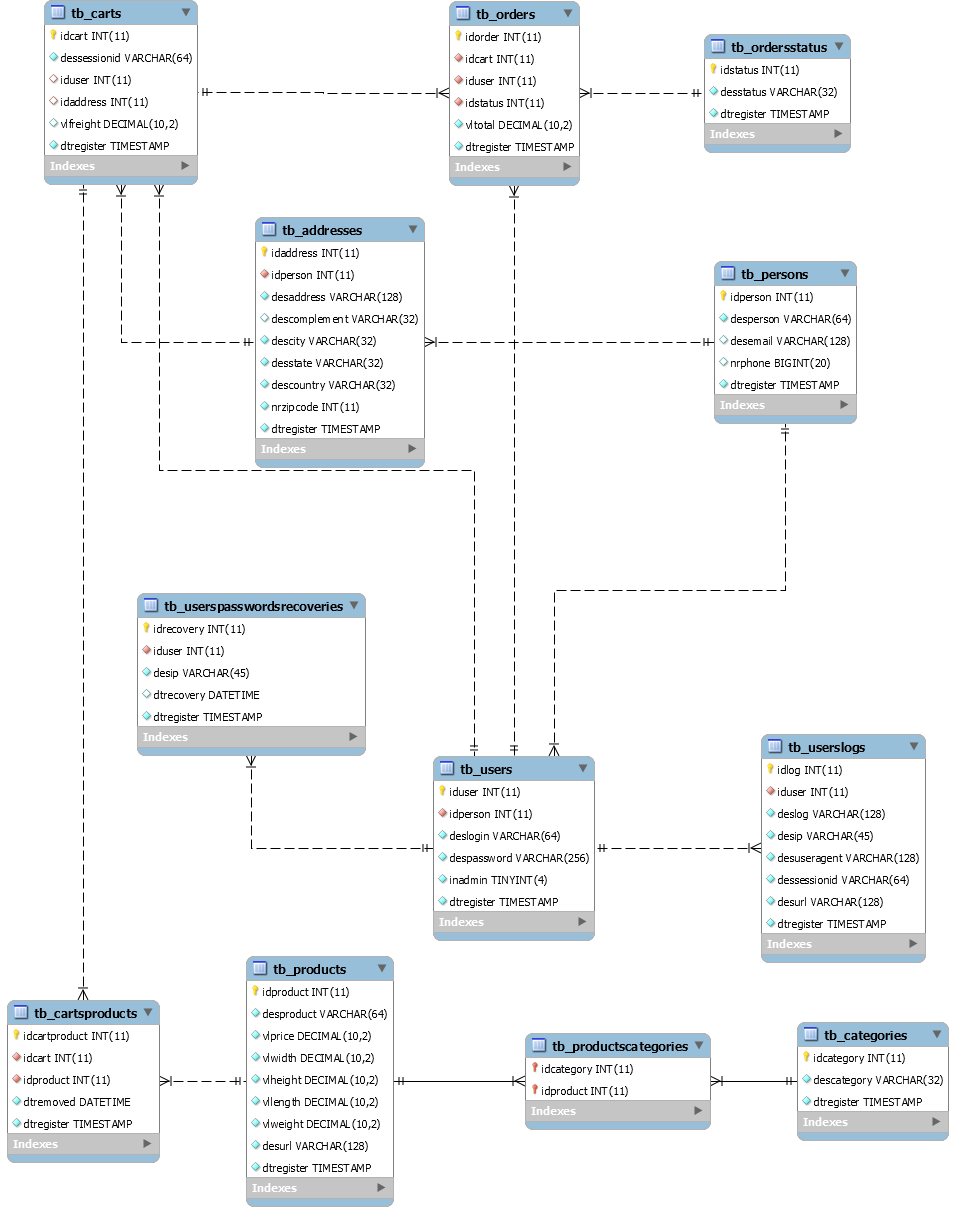 tb_carts
idcart INT(11)
dessessionid VARCHAR(64)
iduser INT(11)
idaddress INT(11)
vlfreight DECIMAL(10,2)
dtregister TIMESTAMP
Indexes
tb_orders
idorder INT(11)
idcart INT(11)
iduser INT(11)
idstatus INT(11)
vltotal DECIMAL(10,2)
dtregister TIMESTAMP
Indexes
tb_ordersstatus
idstatus INT(11)
desstatus VARCHAR(32)
dtregister TIMESTAMP
Indexes
tb_addresses
idaddress INT(11)
idperson INT(11)
desaddress VARCHAR(128)
descomplement VARCHAR(32)
descity VARCHAR(32)
desstate VARCHAR(32)
descountry VARCHAR(32)
nrzipcode INT(11)
dtregister TIMESTAMP
Indexes
tb_persons
idperson INT(11)
desperson VARCHAR(64)
desemail VARCHAR(128)
nrphone BIGINT(20)
dtregister TIMESTAMP
Indexes
tb_userspasswordsrecoveries
idrecovery INT(11)
iduser INT(11)
desip VARCHAR(45)
dtrecovery DATETIME
dtregister TIMESTAMP
Indexes
tb_users
iduser INT(11)
idperson INT(11)
deslogin VARCHAR(64)
despassword VARCHAR(256)
inadmin TINYINT(4)
dtregister TIMESTAMP
Indexes
tb_userslogs
idlog INT(11)
iduser INT(11)
deslog VARCHAR(128)
desip VARCHAR(45)
desuseragent VARCHAR(128)
dessessionid VARCHAR(64)
desurl VARCHAR(128)
dtregister TIMESTAMP
Indexes
tb_cartsproducts
idcartproduct INT(11)
idcart INT(11)
idproduct INT(11)
dtremoved DATETIME
dtregister TIMESTAMP
Indexes
tb_products
idproduct INT(11)
desproduct VARCHAR(64)
vlprice DECIMAL(10,2)
vlwidth DECIMAL(10,2)
vlheight DECIMAL(10,2)
vllength DECIMAL(10,2)
vlweight DECIMAL(10,2)
desurl VARCHAR(128)
dtregister TIMESTAMP
Indexes
tb_productscategories
idcategory INT(11)
idproduct INT(11)
Indexes
tb_categories
idcategory INT(11)
descategory VARCHAR(32)
dtregister TIMESTAMP
Indexes